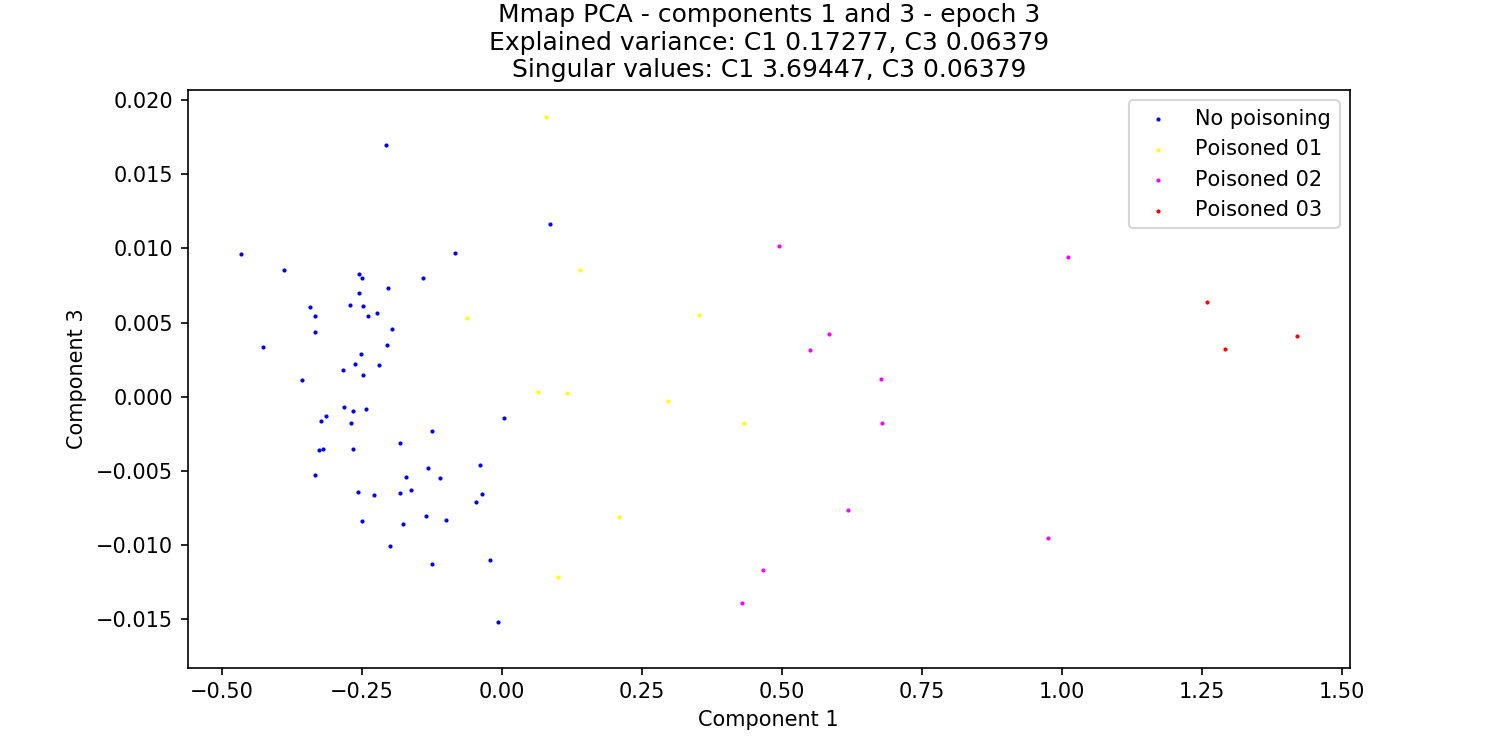 Mmap PCA - components 1 and 3 - epoch 3
Explained variance: C1 0.17277, C3 0.06379
Singular values: C1 3.69447, C3 0.06379
No poisoning
Poisoned 01
Poisoned 02
Poisoned 03
Component 3
0.020
0.015
0.010
0.005
0.000
−0.005
−0.010
−0.015
−0.50
−0.25
0.00
0.25
0.50
0.75
1.00
1.25
1.50
Component 1